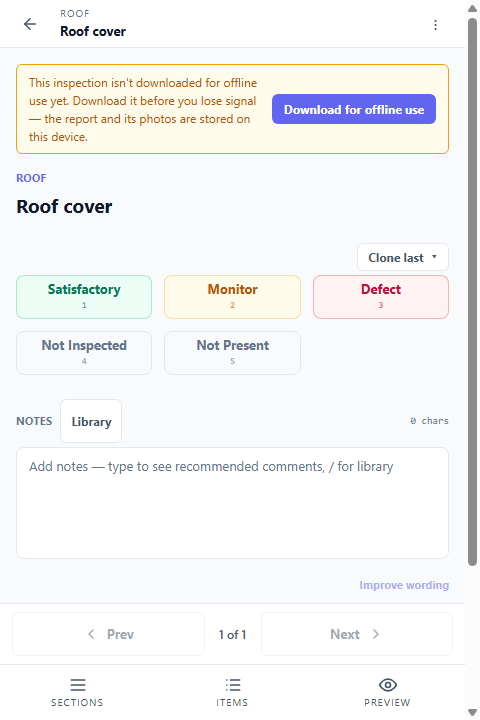 ROOF
Roof cover
This inspection isn't downloaded for offline
use yet. Download it before you lose signal
— the report and its photos are stored on
this device.
Download for offline use
ROOF
Roof cover
Clone last
Satisfactory
1
Monitor
2
Defect
3
Not Inspected
4
Not Present
5
NOTES
Library
0 chars
Add notes — type to see recommended comments, / for library
Improve wording
Prev
1 of 1
Next
SECTIONS
ITEMS
PREVIEW